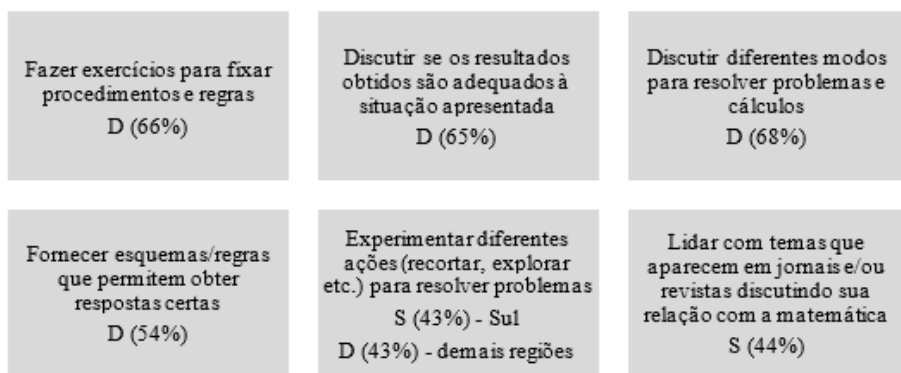 Fazer exercícios para fixar
procedimentos e regras
D (66%)
Discutir se os resultados
obtidos são adequados à
situação apresentada
D (65%)
Discutir diferentes modos
para resolver problemas e
cálculos
D (68%)
Fornecer esquemas/regras
que permitem obter
respostas certas
D (54%)
Experimentar diferentes
ações (recortar, explorar
etc.) para resolver problemas
S (43%) - Sul
D (43%) - demais regiões
Lidar com temas que
aparecem em jornais e/ou
revistas discutindo sua
relação com a matemática
S (44%)